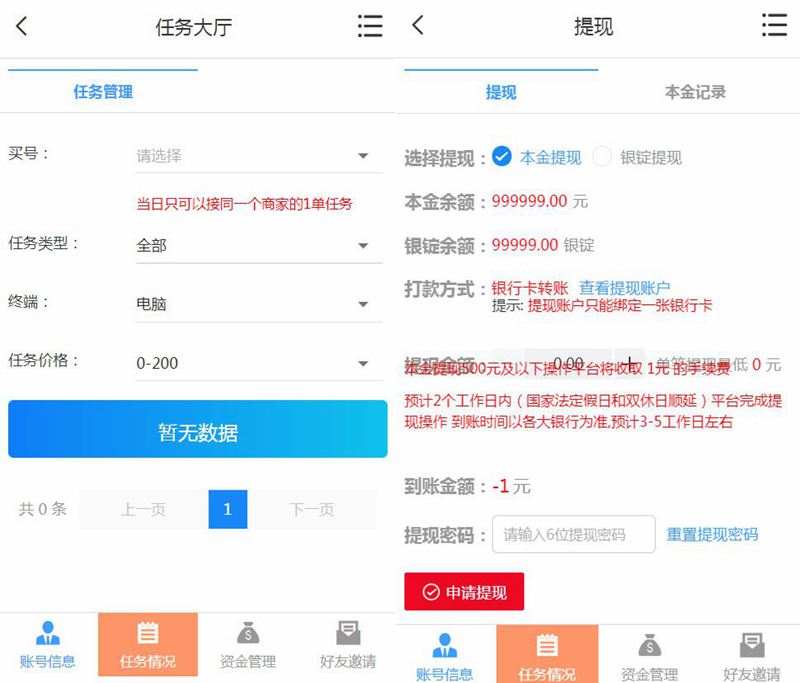 任务大厅
任务管理
买号：
请选择
当日只可以接同一个商家的1单任务
任务类型：
全部
终端：
电脑
任务价格：
0-200
暂无数据
共 0 条
上一页
1
下一页
账号信息
任务情况
资金管理
好友邀请
提现
提现
本金记录
选择提现： 本金提现 银锭提现
本金余额：999999.00 元
银锭余额：99999.00 银锭
打款方式：银行卡转账 查看提现账户
提示: 提现账户只能绑定一张银行卡
提现金额： 0.00 + 单笔提现最低 0 元
本金提现500元及以下操作平台将收取 1元 的手续费
预计2个工作日内（国家法定假日和双休日顺延）平台完成提
现操作 到账时间以各大银行为准,预计3-5工作日左右
到账金额：-1 元
提现密码： 请输入6位提现密码 重置提现密码
申请提现
账号信息
任务情况
资金管理
好友邀请